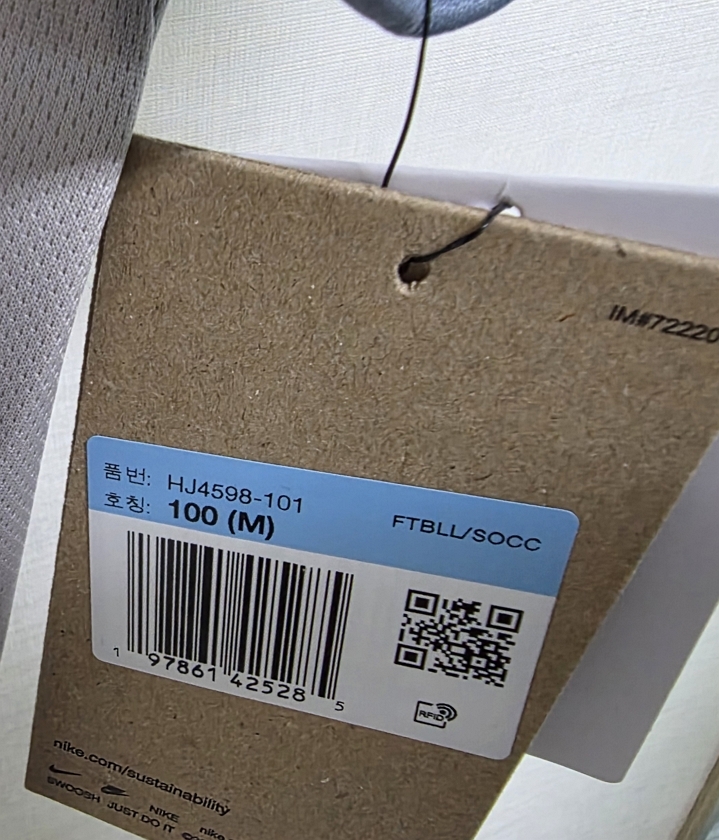 IM#72220
품번: HJ4598-101
호칭: 100 (M)
FTBLL/SOCC
1 97861 42528 5
RFID
nike.com/sustainability
SWOOSH JUST DO IT
NIKE nike